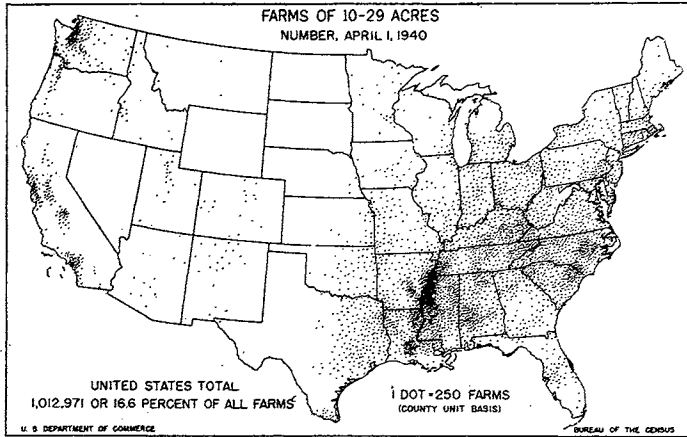 FARMS OF 10-29 ACRES
NUMBER, APRIL 1, 1940
UNITED STATES TOTAL
1,012,971 OR 16.6 PERCENT OF ALL FARMS
1 DOT = 250 FARMS
(COUNTY UNIT BASIS)
U. S DEPARTMENT OF COMMERCE
BUREAU OF THE CENSUS